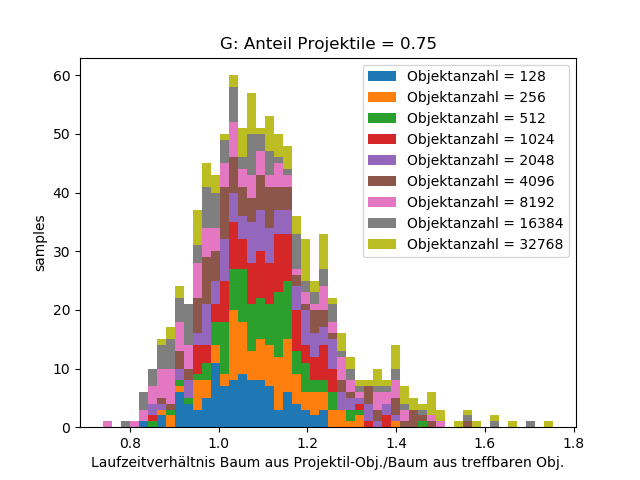 G: Anteil Projektile = 0.75
60
50
40
30
20
10
0
samples
Objektanzahl = 128
Objektanzahl = 256
Objektanzahl = 512
Objektanzahl = 1024
Objektanzahl = 2048
Objektanzahl = 4096
Objektanzahl = 8192
Objektanzahl = 16384
Objektanzahl = 32768
0.8 1.0 1.2 1.4 1.6 1.8
Laufzeitverhältnis Baum aus Projektil-Obj./Baum aus treffbaren Obj.